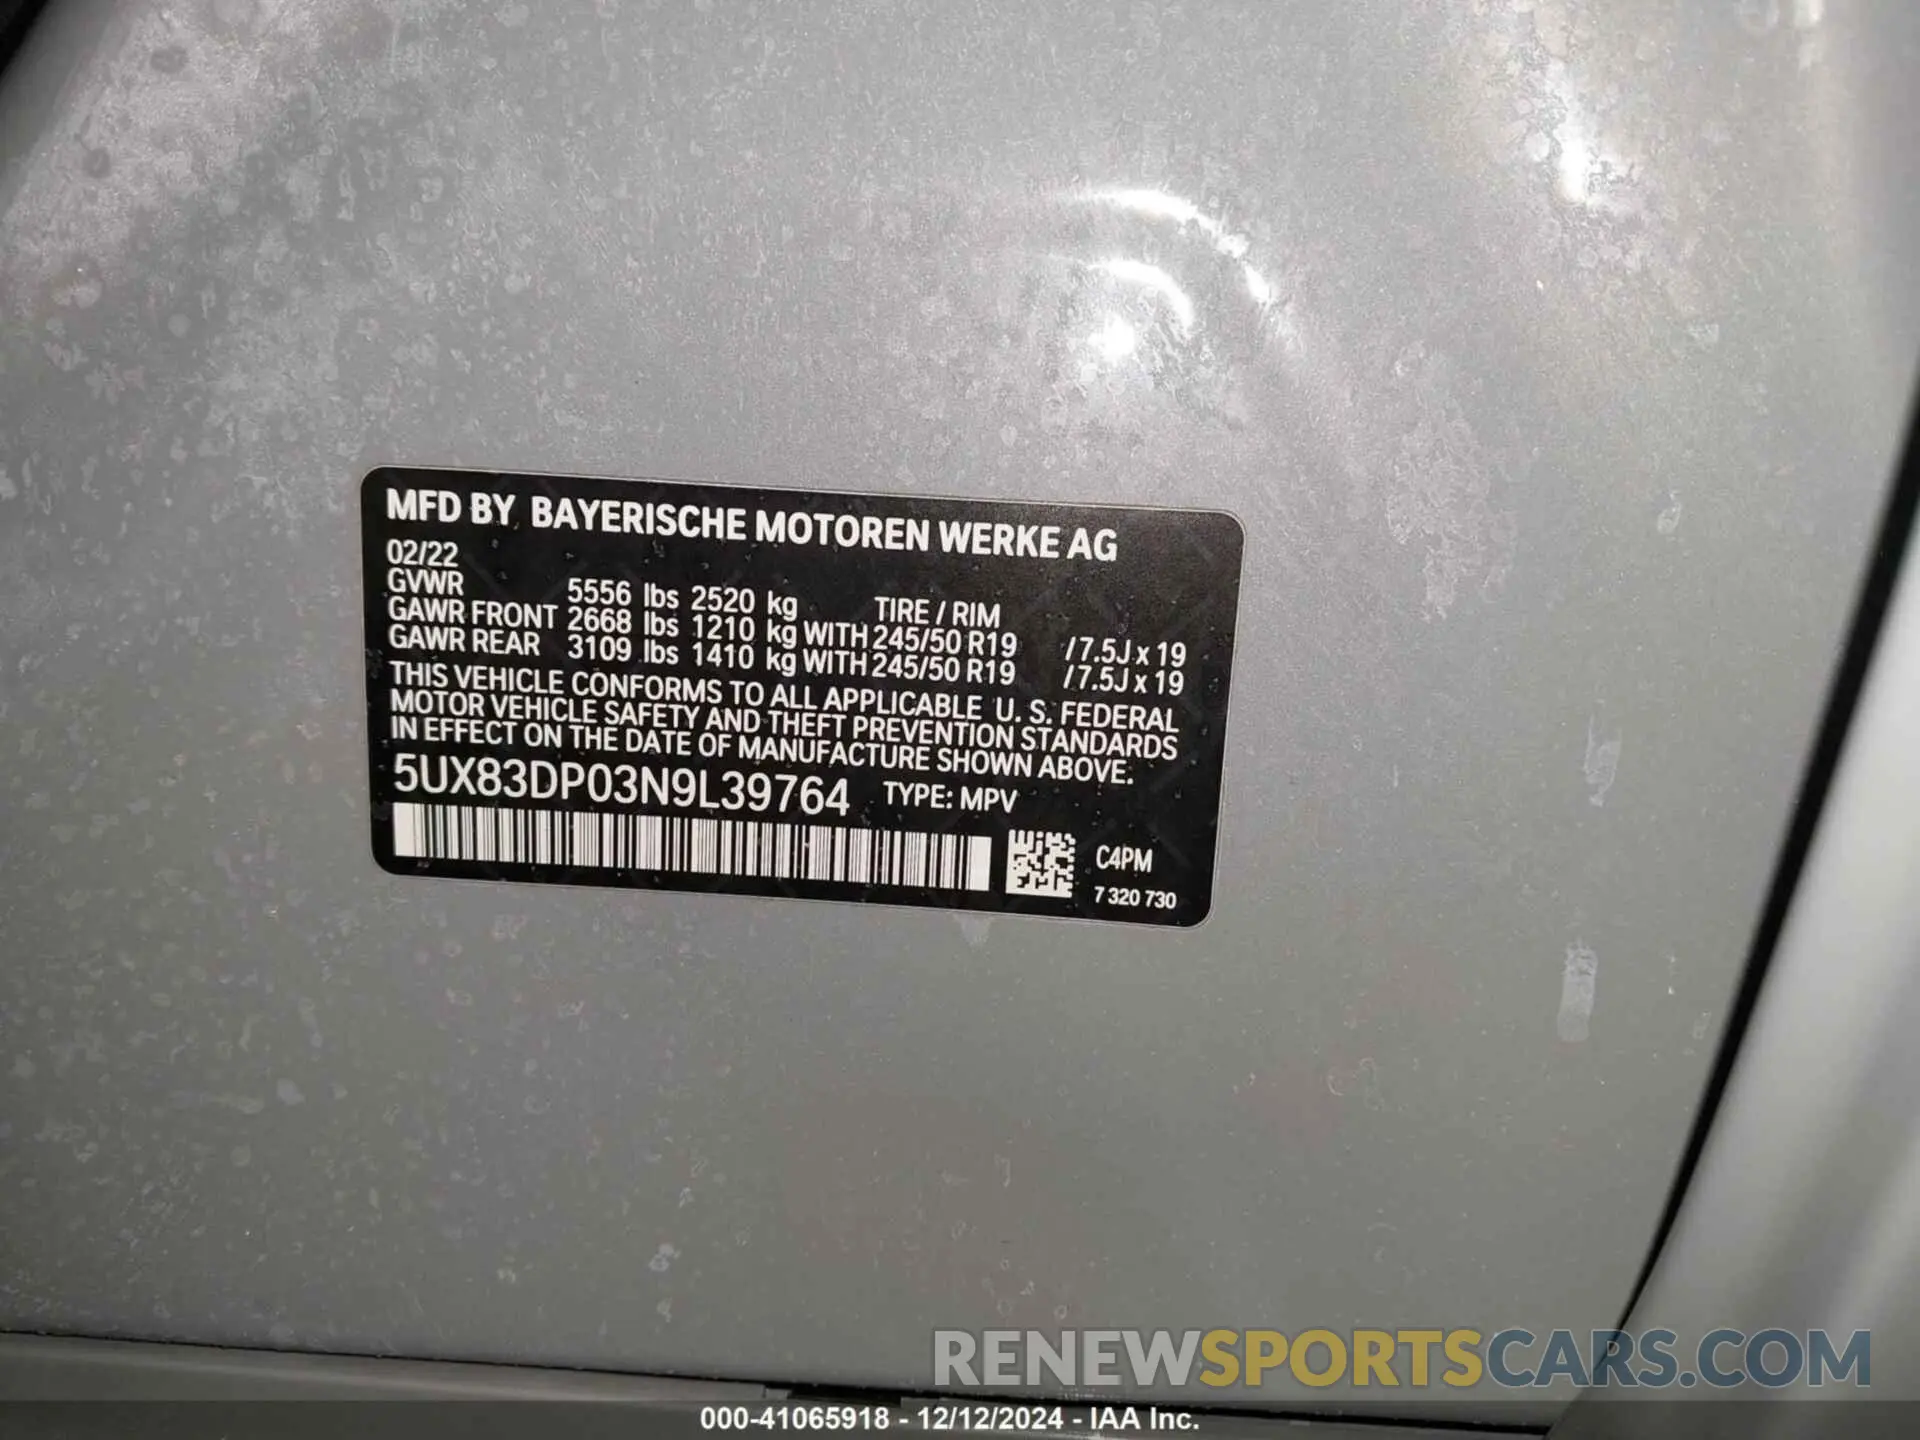 MFD BY BAYERISCHE MOTOREN WERKE AG
02/22
GVWR 5556 lbs 2520 kg TIRE / RIM
GAWR FRONT 2668 lbs 1210 kg WITH 245/50 R19 /7.5J x 19
GAWR REAR 3109 lbs 1410 kg WITH 245/50 R19 /7.5J x 19
THIS VEHICLE CONFORMS TO ALL APPLICABLE U. S. FEDERAL
MOTOR VEHICLE SAFETY AND THEFT PREVENTION STANDARDS
IN EFFECT ON THE DATE OF MANUFACTURE SHOWN ABOVE.
5UX83DP03N9L39764 TYPE: MPV
C4PM
7 320 730
RENEWSPORTSCARS.COM
000-41065918 - 12/12/2024 - IAA Inc.